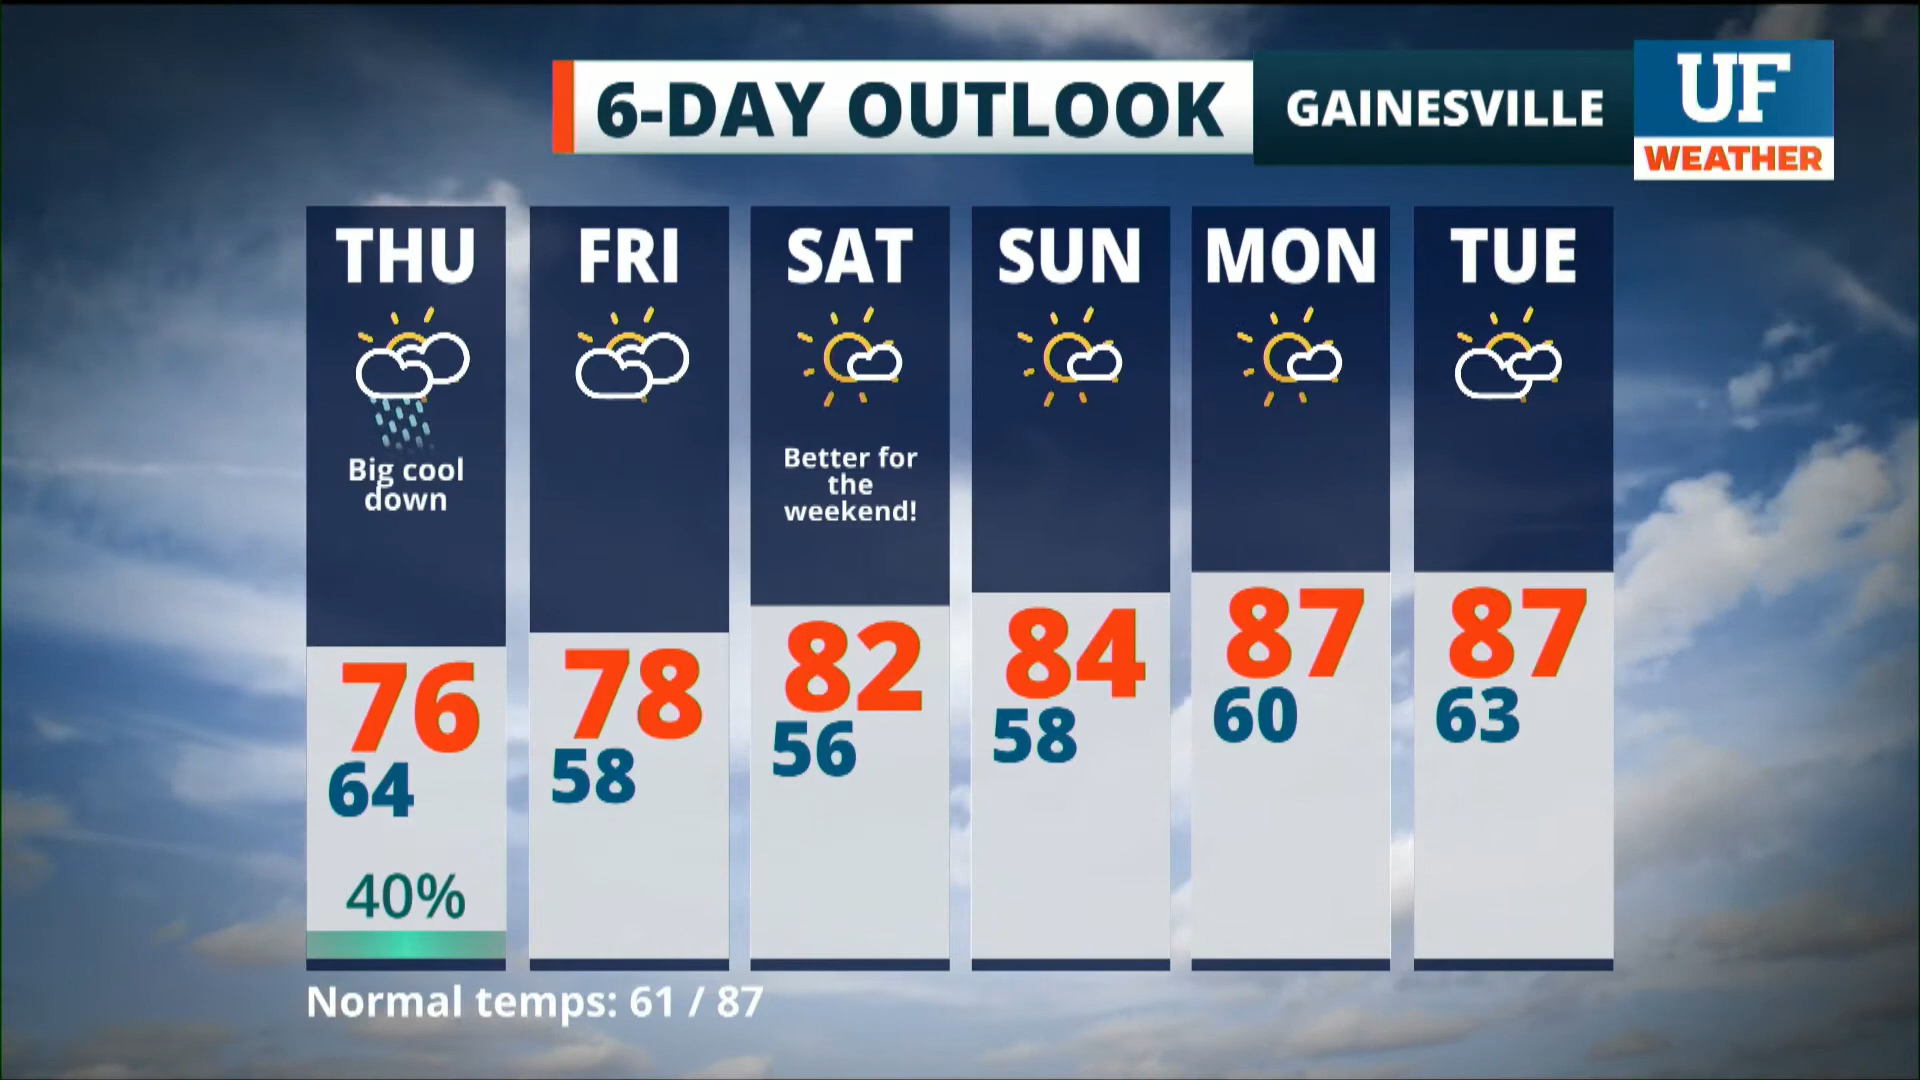 6-DAY OUTLOOK
GAINESVILLE
UF
WEATHER
THU
Big cool
down
76
64
40%
FRI
78
58
SAT
Better for
the
weekend!
82
56
SUN
84
58
MON
87
60
TUE
87
63
Normal temps: 61 / 87